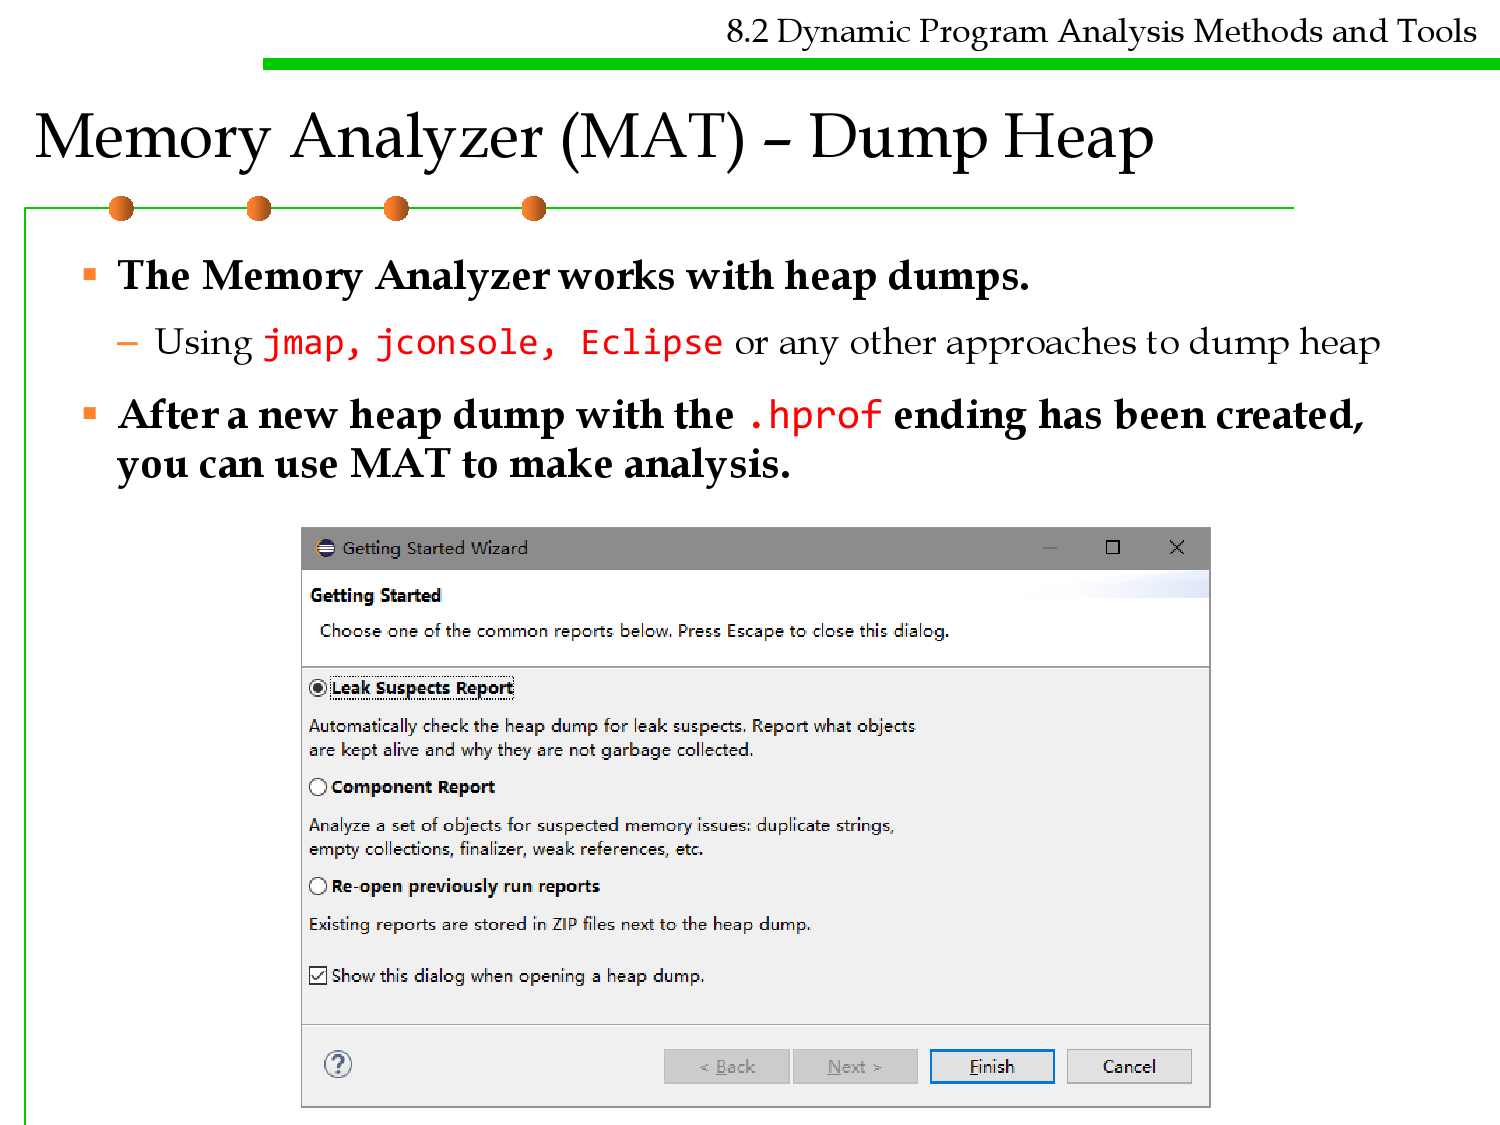 8.2 Dynamic Program Analysis Methods and Tools
Memory Analyzer (MAT) – Dump Heap
▪ The Memory Analyzer works with heap dumps.
– Using jmap, jconsole, Eclipse or any other approaches to dump heap
▪ After a new heap dump with the .hprof ending has been created,
you can use MAT to make analysis.
Getting Started Wizard
Getting Started
Choose one of the common reports below. Press Escape to close this dialog.
Leak Suspects Report
Automatically check the heap dump for leak suspects. Report what objects
are kept alive and why they are not garbage collected.
Component Report
Analyze a set of objects for suspected memory issues: duplicate strings,
empty collections, finalizer, weak references, etc.
Re-open previously run reports
Existing reports are stored in ZIP files next to the heap dump.
Show this dialog when opening a heap dump.
? < Back Next > Finish Cancel